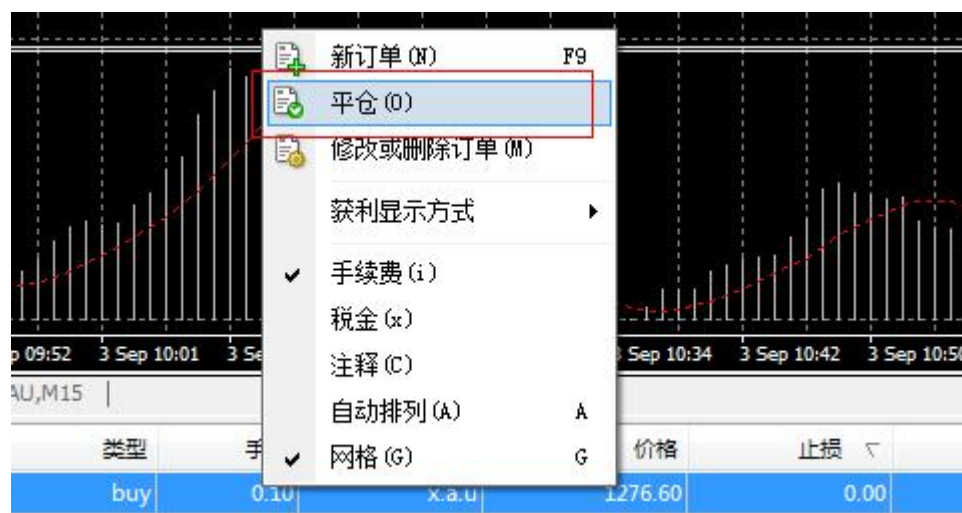 新订单(N) F9
平仓(O)
修改或删除订单(M)
获利显示方式
手续费(i)
税金(x)
注释(C)
自动排列(A) A
网格(G) G
09:52 3 Sep 10:01 3 Sep 10:34 3 Sep 10:42 3 Sep 10:50
AU,M15
类型 手 价格 止损
buy 0.10 x.a.u 1276.60 0.00